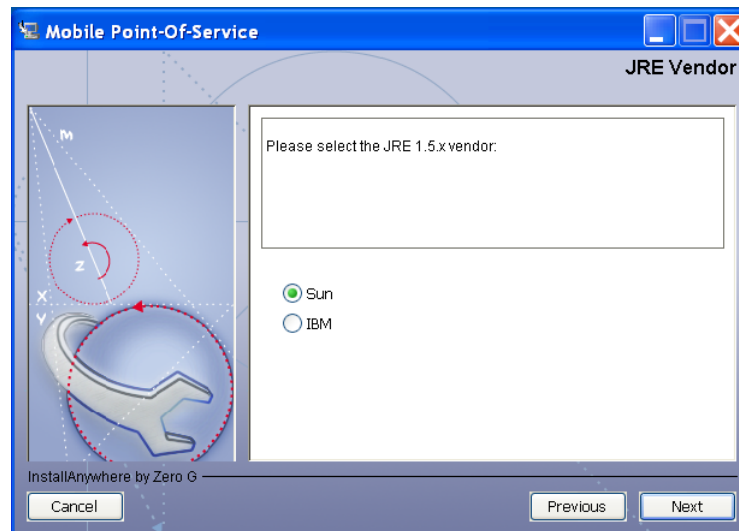 Mobile Point-Of-Service
JRE Vendor
M
Z
X
Y
Please select the JRE 1.5.x vendor:
Sun
IBM
InstallAnywhere by Zero G
Cancel
Previous
Next